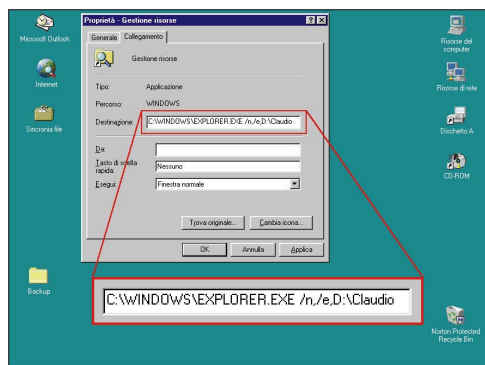 Microsoft Outlook
Internet
Sincronia file
Backup
Proprietà - Gestione risorse
Generale
Collegamento
Gestione risorse
Tipo:
Applicazione
Percorso:
WINDOWS
Destinazione:
C:\WINDOWS\EXPLORER.EXE /n,/e,D:\Claudio
Da:
Tasto di scelta
rapida:
Nessuno
Esegui:
Finestra normale
Trova originale...
Cambia icona...
OK
Annulla
Applica
C:\WINDOWS\EXPLORER.EXE /n,/e,D:\Claudio
Risorse del
computer
Risorse di rete
Dischetto A
CD-ROM
Norton Protected
Recycle Bin